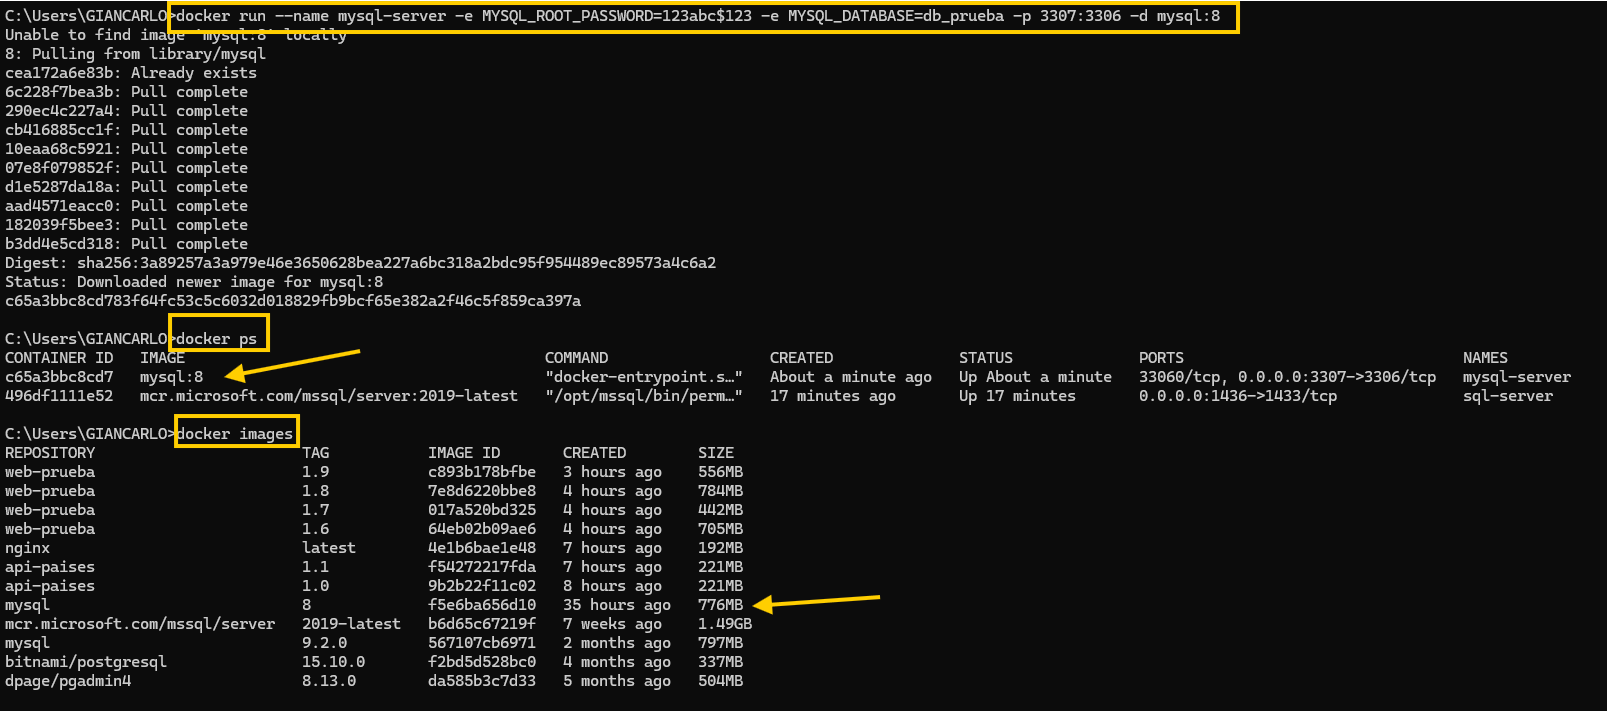 C:\Users\GIANCARLO>docker run --name mysql-server -e MYSQL_ROOT_PASSWORD=123abc$123 -e MYSQL_DATABASE=db_prueba -p 3307:3306 -d mysql:8
Unable to find image 'mysql:8' locally
8: Pulling from library/mysql
cea172a6e83b: Already exists
6c228f7bea3b: Pull complete
290ec4c227a4: Pull complete
cb416885cc1f: Pull complete
10eaa68c5921: Pull complete
07e8f079852f: Pull complete
d1e5287da18a: Pull complete
aad4571eacc0: Pull complete
182039f5bee3: Pull complete
b3dd4e5cd318: Pull complete
Digest: sha256:3a89257a3a979e46e3650628bea227a6bc318a2bdc95f954489ec89573a4c6a2
Status: Downloaded newer image for mysql:8
c65a3bbc8cd783f64fc53c5c6032d018829fb9bcf65e382a2f46c5f859ca397a
C:\Users\GIANCARLO>docker ps
CONTAINER ID IMAGE COMMAND CREATED STATUS PORTS NAMES
c65a3bbc8cd7 mysql:8 "docker-entrypoint.s…" About a minute ago Up About a minute 33060/tcp, 0.0.0.0:3307->3306/tcp mysql-server
496df1111e52 mcr.microsoft.com/mssql/server:2019-latest "/opt/mssql/bin/perm…" 17 minutes ago Up 17 minutes 0.0.0.0:1436->1433/tcp sql-server
C:\Users\GIANCARLO>docker images
REPOSITORY TAG IMAGE ID CREATED SIZE
web-prueba 1.9 c893b178bfbe 3 hours ago 556MB
web-prueba 1.8 7e8d6220bbe8 4 hours ago 784MB
web-prueba 1.7 017a520bd325 4 hours ago 442MB
web-prueba 1.6 64eb02b09ae6 4 hours ago 705MB
nginx latest 4e1b6bae1e48 7 hours ago 192MB
api-paises 1.1 f54272217fda 7 hours ago 221MB
api-paises 1.0 9b2b22f11c02 8 hours ago 221MB
mysql 8 f5e6ba656d10 35 hours ago 776MB
mcr.microsoft.com/mssql/server 2019-latest b6d65c67219f 7 weeks ago 1.49GB
mysql 9.2.0 567107cb6971 2 months ago 797MB
bitnami/postgresql 15.10.0 f2bd5d528bc0 4 months ago 337MB
dpage/pgadmin4 8.13.0 da585b3c7d33 5 months ago 504MB